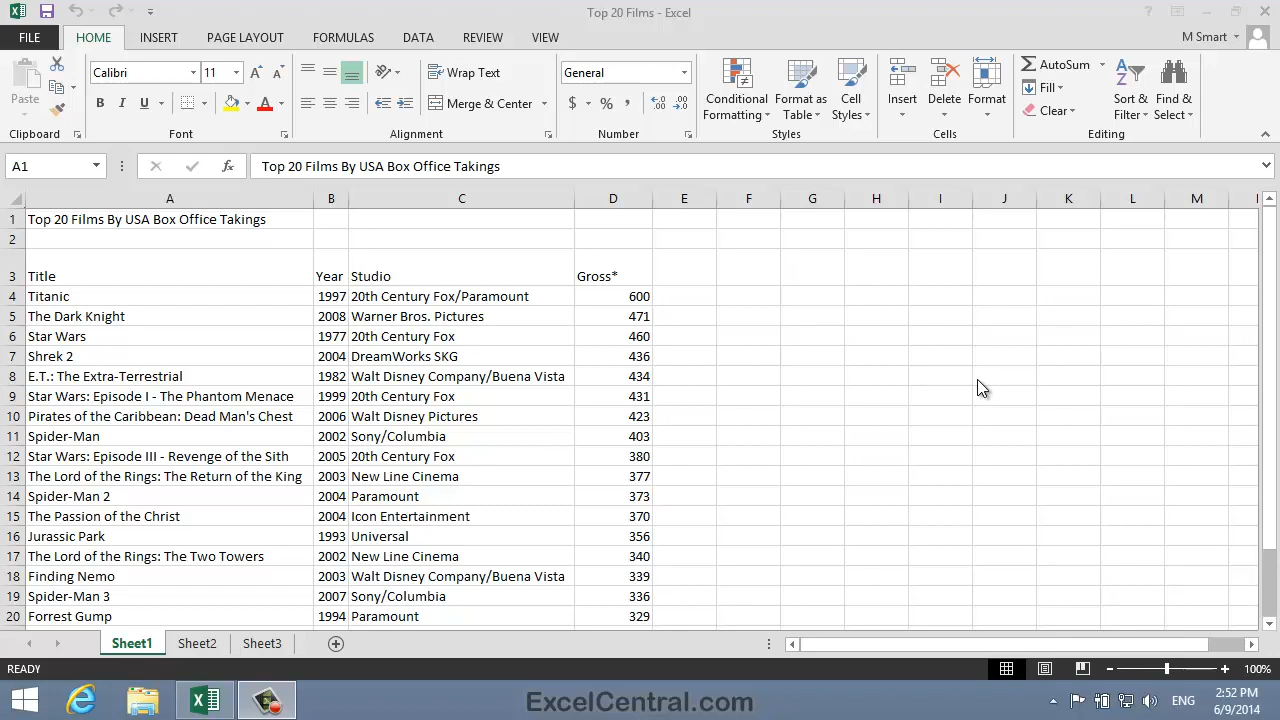 Top 20 Films - Excel
FILE HOME INSERT PAGE LAYOUT FORMULAS DATA REVIEW VIEW M Smart
Paste
Clipboard
Calibri 11
B I U A
Font
Wrap Text
Merge & Center
Alignment
General
$ % ,
Number
Conditional Formatting
Format as Table
Cell Styles
Styles
Insert Delete Format
Cells
AutoSum
Fill
Clear
Sort & Filter
Find & Select
Editing
A1 fx Top 20 Films By USA Box Office Takings
A B C D E F G H I J K L M
1 Top 20 Films By USA Box Office Takings
2
3 Title Year Studio Gross*
4 Titanic 1997 20th Century Fox/Paramount 600
5 The Dark Knight 2008 Warner Bros. Pictures 471
6 Star Wars 1977 20th Century Fox 460
7 Shrek 2 2004 DreamWorks SKG 436
8 E.T.: The Extra-Terrestrial 1982 Walt Disney Company/Buena Vista 434
9 Star Wars: Episode I - The Phantom Menace 1999 20th Century Fox 431
10 Pirates of the Caribbean: Dead Man's Chest 2006 Walt Disney Pictures 423
11 Spider-Man 2002 Sony/Columbia 403
12 Star Wars: Episode III - Revenge of the Sith 2005 20th Century Fox 380
13 The Lord of the Rings: The Return of the King 2003 New Line Cinema 377
14 Spider-Man 2 2004 Paramount 373
15 The Passion of the Christ 2004 Icon Entertainment 370
16 Jurassic Park 1993 Universal 356
17 The Lord of the Rings: The Two Towers 2002 New Line Cinema 340
18 Finding Nemo 2003 Walt Disney Company/Buena Vista 339
19 Spider-Man 3 2007 Sony/Columbia 336
20 Forrest Gump 1994 Paramount 329
Sheet1 Sheet2 Sheet3
READY 100%
ExcelCentral.com
ENG
2:52 PM
6/9/2014